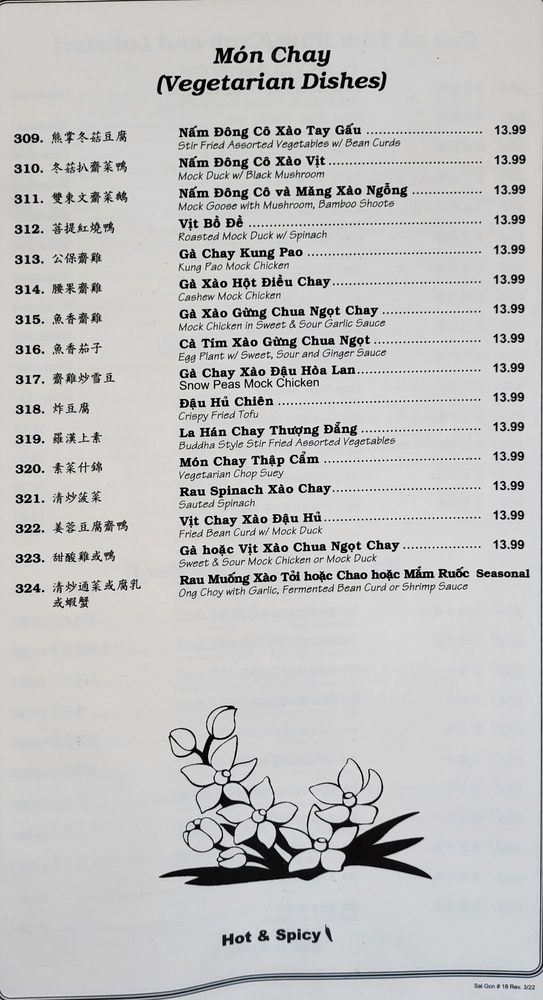 Món Chay
(Vegetarian Dishes)
309. 熊掌冬菇豆腐 Nấm Đông Cô Xào Tay Gấu 13.99
Stir Fried Assorted Vegetables w/ Bean Curds
310. 冬菇扒齋菜鴨 Nấm Đông Cô Xào Vịt 13.99
Mock Duck w/ Black Mushroom
311. 雙東文齋菜鵝 Nấm Đông Cô và Măng Xào Ngỗng 13.99
Mock Goose with Mushroom, Bamboo Shoots
312. 菩提紅燒鴨 Vịt Bồ Đề 13.99
Roasted Mock Duck w/ Spinach
313. 公保齋雞 Gà Chay Kung Pao 13.99
Kung Pao Mock Chicken
314. 腰果齋雞 Gà Xào Hột Điều Chay 13.99
Cashew Mock Chicken
315. 魚香齋雞 Gà Xào Gừng Chua Ngọt Chay 13.99
Mock Chicken in Sweet & Sour Garlic Sauce
316. 魚香茄子 Cà Tím Xào Gừng Chua Ngọt 13.99
Egg Plant w/ Sweet, Sour and Ginger Sauce
317. 齋雞炒雪豆 Gà Chay Xào Đậu Hòa Lan 13.99
Snow Peas Mock Chicken
318. 炸豆腐 Đậu Hủ Chiên 13.99
Crispy Fried Tofu
319. 羅漢上素 La Hán Chay Thượng Đẳng 13.99
Buddha Style Stir Fried Assorted Vegetables
320. 素菜什錦 Món Chay Thập Cẩm 13.99
Vegetarian Chop Suey
321. 清炒菠菜 Rau Spinach Xào Chay 13.99
Sauted Spinach
322. 姜蓉豆腐齋鴨 Vịt Chay Xào Đậu Hủ 13.99
Fried Bean Curd w/ Mock Duck
323. 甜酸雞或鴨 Gà hoặc Vịt Xào Chua Ngọt Chay 13.99
Sweet & Sour Mock Chicken or Mock Duck
324. 清炒通菜或腐乳 Rau Muống Xào Tỏi hoặc Chao hoặc Mắm Ruốc Seasonal
或蝦蟹 Ong Choy with Garlic, Fermented Bean Curd or Shrimp Sauce
Hot & Spicy
Sai Gon # 18 Rev. 3/22